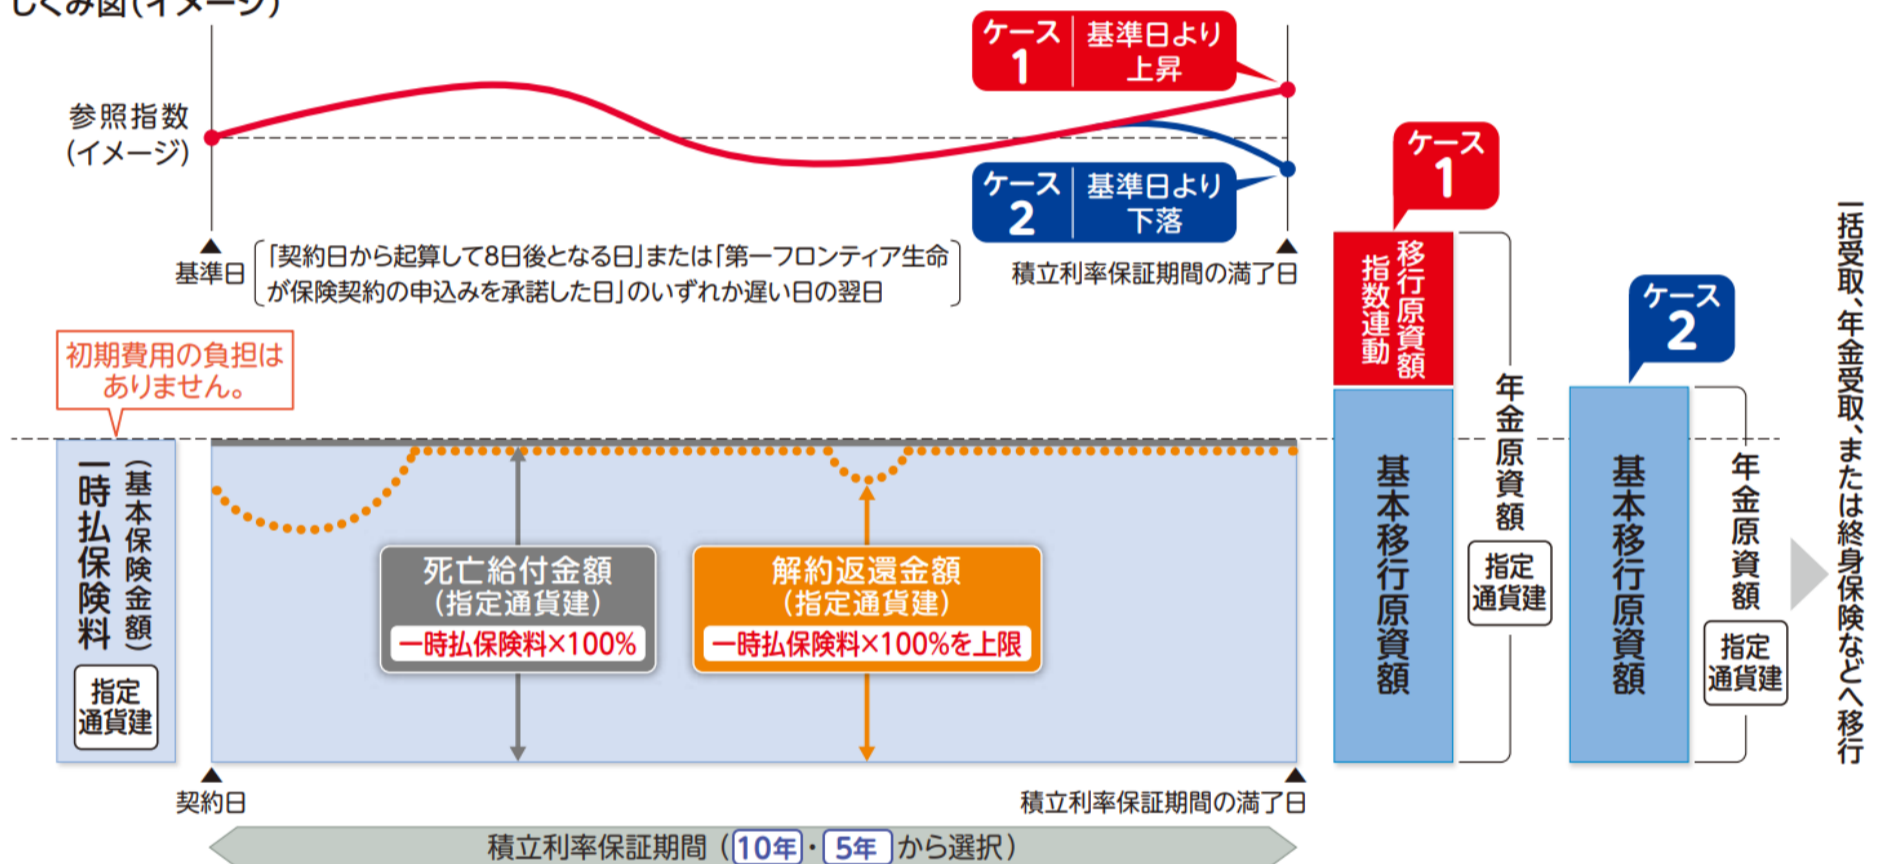 しくみ図(イメージ)
ケース
1
基準日より
上昇
参照指数
(イメージ)
ケース
2
基準日より
下落
基準日
「契約日から起算して8日後となる日」または「第一フロンティア生命
が保険契約の申込みを承諾した日」のいずれか遅い日の翌日
積立利率保証期間の満了日
初期費用の負担は
ありません。
一時払保険料
(基本保険金額)
指定
通貨建
死亡給付金額
(指定通貨建)
一時払保険料×100%
解約返還金額
(指定通貨建)
一時払保険料×100%を上限
契約日
積立利率保証期間の満了日
積立利率保証期間(10年・5年から選択)
ケース
1
指数連動
移行原資額
基本移行原資額
年金原資額
指定
通貨建
ケース
2
基本移行原資額
年金原資額
指定
通貨建
一括受取、年金受取、または終身保険などへ移行